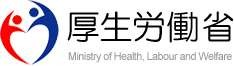 厚生労働省
Ministry of Health, Labour and Welfare